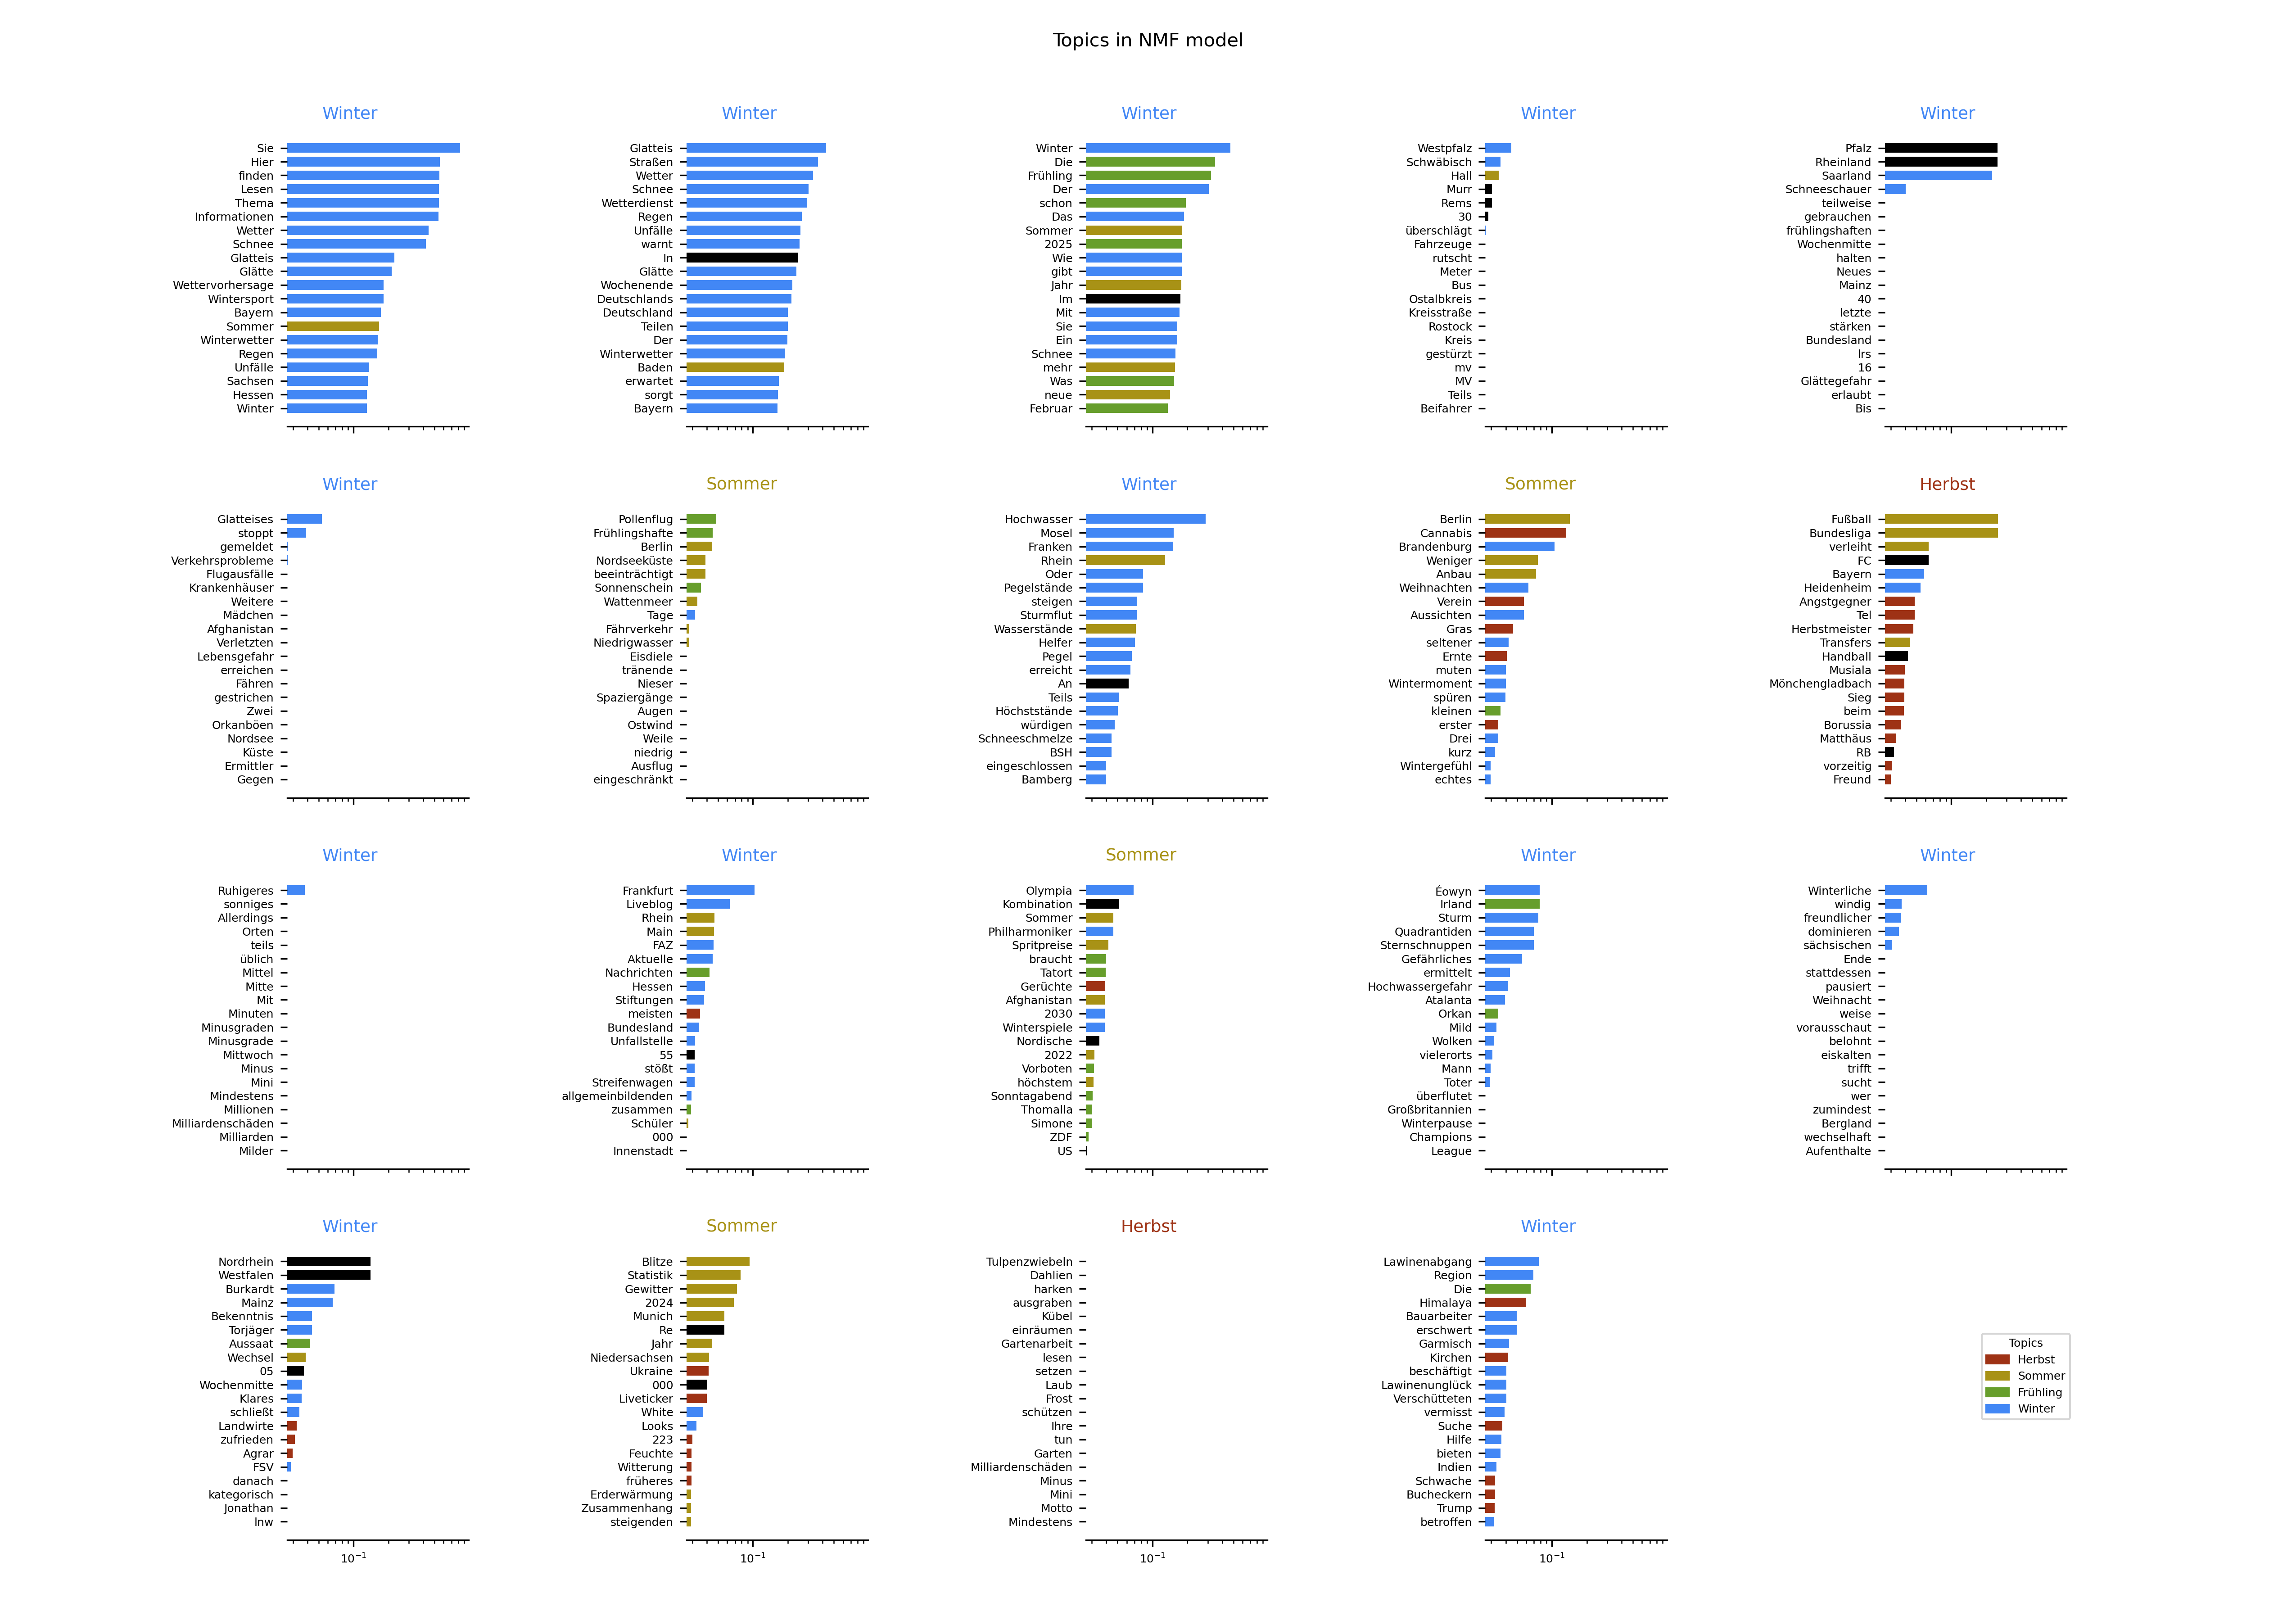 Topics in NMF model
Winter
Sie
Hier
finden
Lesen
Thema
Informationen
Wetter
Schnee
Glatteis
Glätte
Wettervorhersage
Wintersport
Bayern
Sommer
Winterwetter
Regen
Unfälle
Sachsen
Hessen
Winter
Winter
Glatteis
Straßen
Wetter
Schnee
Wetterdienst
Regen
Unfälle
warnt
In
Glätte
Wochenende
Deutschlands
Deutschland
Teilen
Der
Winterwetter
Baden
erwartet
sorgt
Bayern
Winter
Winter
Die
Frühling
Der
schon
Das
Sommer
2025
Wie
gibt
Jahr
Im
Mit
Sie
Ein
Schnee
mehr
Was
neue
Februar
Winter
Westpfalz
Schwäbisch
Hall
Murr
Rems
30
überschlägt
Fahrzeuge
rutscht
Meter
Bus
Ostalbkreis
Kreisstraße
Rostock
Kreis
gestürzt
mv
MV
Teils
Beifahrer
Winter
Pfalz
Rheinland
Saarland
Schneeschauer
teilweise
gebrauchen
frühlingshaften
Wochenmitte
halten
Neues
Mainz
40
letzte
stärken
Bundesland
lrs
16
Glättegefahr
erlaubt
Bis
Winter
Glatteises
stoppt
gemeldet
Verkehrsprobleme
Flugausfälle
Krankenhäuser
Weitere
Mädchen
Afghanistan
Verletzten
Lebensgefahr
erreichen
Fähren
gestrichen
Zwei
Orkanböen
Nordsee
Küste
Ermittler
Gegen
Sommer
Pollenflug
Frühlingshafte
Berlin
Nordseeküste
beeinträchtigt
Sonnenschein
Wattenmeer
Tage
Fährverkehr
Niedrigwasser
Eisdiele
tränende
Nieser
Spaziergänge
Augen
Ostwind
Weile
niedrig
Ausflug
eingeschränkt
Winter
Hochwasser
Mosel
Franken
Rhein
Oder
Pegelstände
steigen
Sturmflut
Wasserstände
Helfer
Pegel
erreicht
An
Teils
Höchststände
würdigen
Schneeschmelze
BSH
eingeschlossen
Bamberg
Sommer
Berlin
Cannabis
Brandenburg
Weniger
Anbau
Weihnachten
Verein
Aussichten
Gras
seltener
Ernte
muten
Wintermoment
spüren
kleinen
erster
Drei
kurz
Wintergefühl
echtes
Herbst
Fußball
Bundesliga
verleiht
FC
Bayern
Heidenheim
Angstgegner
Tel
Herbstmeister
Transfers
Handball
Musiala
Mönchengladbach
Sieg
beim
Borussia
Matthäus
RB
vorzeitig
Freund
Winter
Ruhigeres
sonniges
Allerdings
Orten
teils
üblich
Mittel
Mitte
Mit
Minuten
Minusgraden
Minusgrade
Mittwoch
Minus
Mini
Mindestens
Millionen
Milliardenschäden
Milliarden
Milder
Winter
Frankfurt
Liveblog
Rhein
Main
FAZ
Aktuelle
Nachrichten
Hessen
Stiftungen
meisten
Bundesland
Unfallstelle
55
stößt
Streifenwagen
allgemeinbildenden
zusammen
Schüler
000
Innenstadt
Sommer
Olympia
Kombination
Sommer
Philharmoniker
Spritpreise
braucht
Tatort
Gerüchte
Afghanistan
2030
Winterspiele
Nordische
2022
Vorboten
höchstem
Sonntagabend
Thomalla
Simone
ZDF
US
Winter
Éowyn
Irland
Sturm
Quadrantiden
Sternschnuppen
Gefährliches
ermittelt
Hochwassergefahr
Atalanta
Orkan
Mild
Wolken
vielerorts
Mann
Toter
überflutet
Großbritannien
Winterpause
Champions
League
Winter
Winterliche
windig
freundlicher
dominieren
sächsischen
Ende
stattdessen
pausiert
Weihnacht
weise
vorausschaut
belohnt
eiskalten
trifft
sucht
wer
zumindest
Bergland
wechselhaft
Aufenthalte
Winter
Nordrhein
Westfalen
Burkardt
Mainz
Bekenntnis
Torjäger
Aussaat
Wechsel
05
Wochenmitte
Klares
schließt
Landwirte
zufrieden
Agrar
FSV
danach
kategorisch
Jonathan
lnw
10⁻¹
Sommer
Blitze
Statistik
Gewitter
2024
Munich
Re
Jahr
Niedersachsen
Ukraine
000
Liveticker
White
Looks
223
Feuchte
Witterung
früheres
Erderwärmung
Zusammenhang
steigenden
10⁻¹
Herbst
Tulpenzwiebeln
Dahlien
harken
ausgraben
Kübel
einräumen
Gartenarbeit
lesen
setzen
Laub
Frost
schützen
Ihre
tun
Garten
Milliardenschäden
Minus
Mini
Motto
Mindestens
10⁻¹
Winter
Lawinenabgang
Region
Die
Himalaya
Bauarbeiter
erschwert
Garmisch
Kirchen
beschäftigt
Lawinenunglück
Verschütteten
vermisst
Suche
Hilfe
bieten
Indien
Schwache
Bucheckern
Trump
betroffen
10⁻¹
Topics
Herbst
Sommer
Frühling
Winter